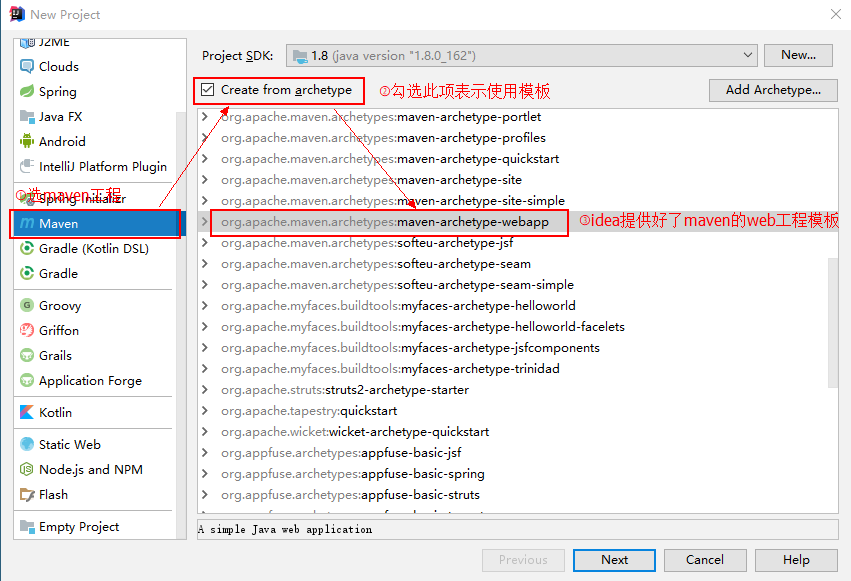 New Project
J2ME
Clouds
Spring
Java FX
Android
IntelliJ Platform Plugin
①选maven工程
Spring Initializr
Maven
Gradle (Kotlin DSL)
Gradle
Groovy
Griffon
Grails
Application Forge
Kotlin
Static Web
Node.js and NPM
Flash
Empty Project
Project SDK: 1.8 (java version "1.8.0_162") New...
Create from archetype ②勾选此项表示使用模板 Add Archetype...
org.apache.maven.archetypes:maven-archetype-portlet
org.apache.maven.archetypes:maven-archetype-profiles
org.apache.maven.archetypes:maven-archetype-quickstart
org.apache.maven.archetypes:maven-archetype-site
org.apache.maven.archetypes:maven-archetype-site-simple
org.apache.maven.archetypes:maven-archetype-webapp ③idea提供好了maven的web工程模板
org.apache.maven.archetypes:softeu-archetype-jsf
org.apache.maven.archetypes:softeu-archetype-seam
org.apache.maven.archetypes:softeu-archetype-seam-simple
org.apache.myfaces.buildtools:myfaces-archetype-helloworld
org.apache.myfaces.buildtools:myfaces-archetype-helloworld-facelets
org.apache.myfaces.buildtools:myfaces-archetype-jsfcomponents
org.apache.myfaces.buildtools:myfaces-archetype-trinidad
org.apache.struts:struts2-archetype-starter
org.apache.tapestry:quickstart
org.apache.wicket:wicket-archetype-quickstart
org.appfuse.archetypes:appfuse-basic-jsf
org.appfuse.archetypes:appfuse-basic-spring
org.appfuse.archetypes:appfuse-basic-struts
A simple Java web application
Previous Next Cancel Help